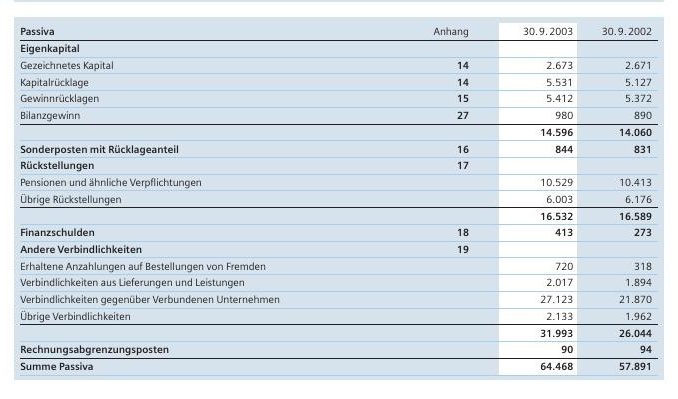 Passiva Anhang 30.9.2003 30.9.2002
Eigenkapital
Gezeichnetes Kapital 14 2.673 2.671
Kapitalrücklage 14 5.531 5.127
Gewinnrücklagen 15 5.412 5.372
Bilanzgewinn 27 980 890
14.596 14.060
Sonderposten mit Rücklageanteil 16 844 831
Rückstellungen 17
Pensionen und ähnliche Verpflichtungen 10.529 10.413
Übrige Rückstellungen 6.003 6.176
16.532 16.589
Finanzschulden 18 413 273
Andere Verbindlichkeiten 19
Erhaltene Anzahlungen auf Bestellungen von Fremden 720 318
Verbindlichkeiten aus Lieferungen und Leistungen 2.017 1.894
Verbindlichkeiten gegenüber Verbundenen Unternehmen 27.123 21.870
Übrige Verbindlichkeiten 2.133 1.962
31.993 26.044
Rechnungsabgrenzungsposten 90 94
Summe Passiva 64.468 57.891